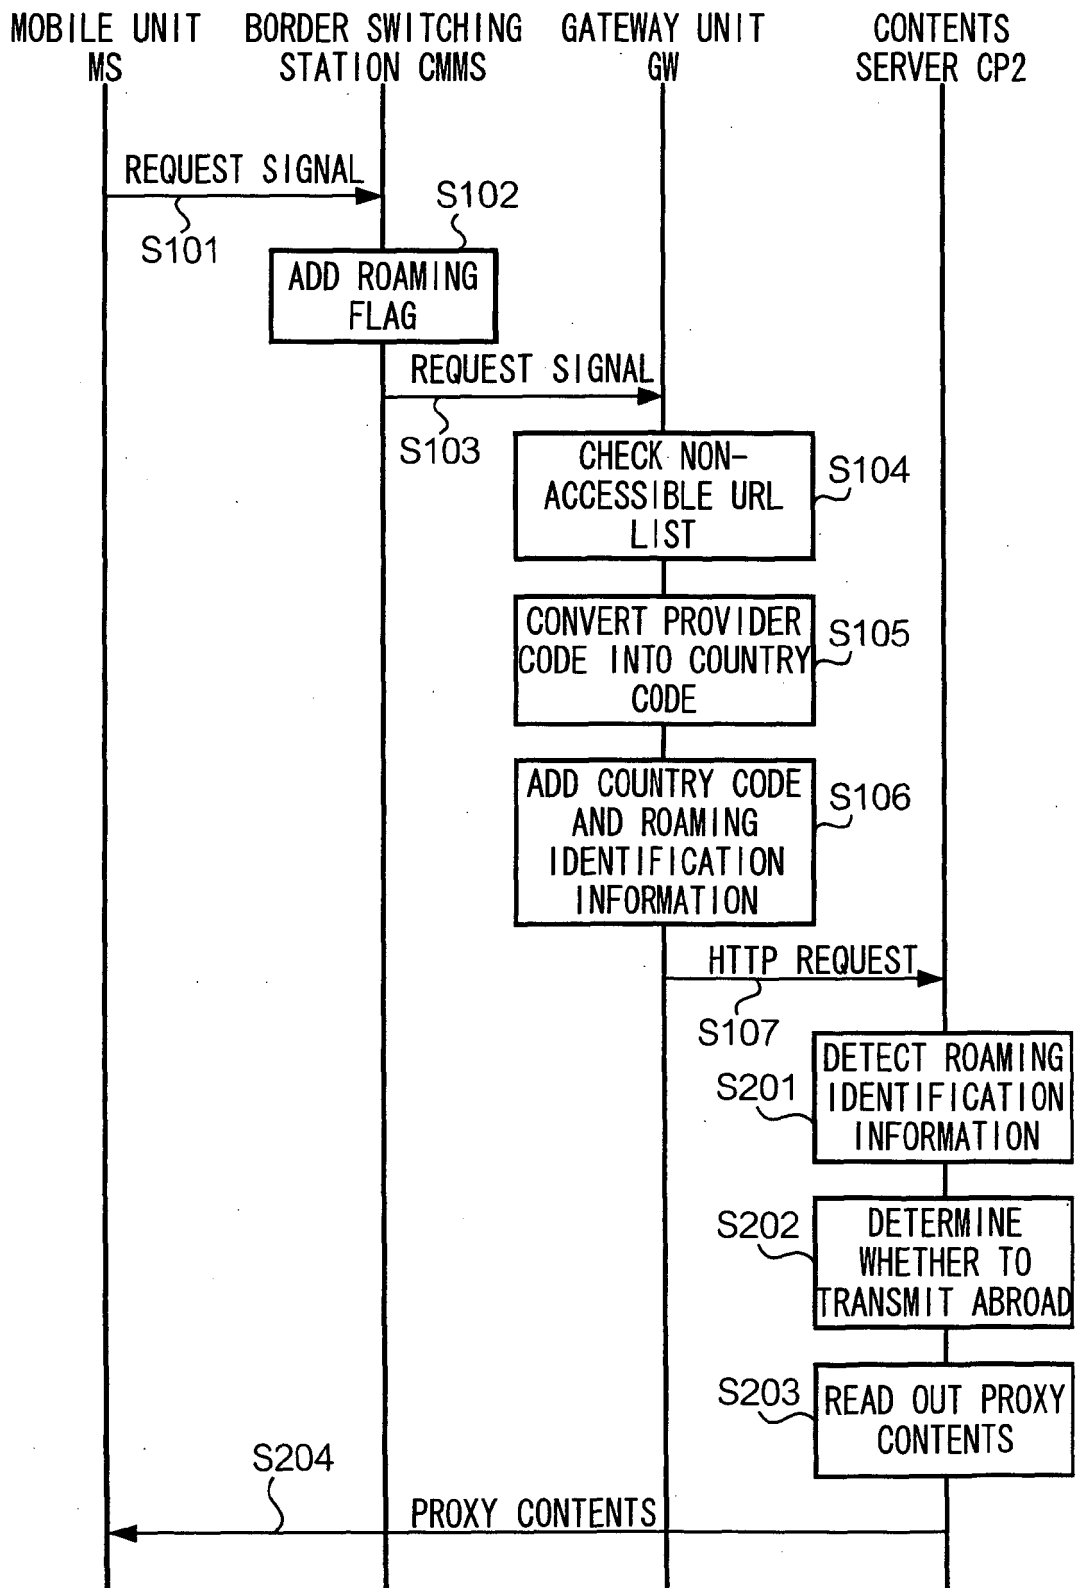 MOBILE UNIT
MS
BORDER SWITCHING
STATION CMMS
GATEWAY UNIT
GW
CONTENTS
SERVER CP2
REQUEST SIGNAL
S101
S102
ADD ROAMING
FLAG
REQUEST SIGNAL
S103
CHECK NON-
ACCESSIBLE URL
LIST
S104
CONVERT PROVIDER
CODE INTO COUNTRY
CODE
S105
ADD COUNTRY CODE
AND ROAMING
IDENTIFICATION
INFORMATION
S106
HTTP REQUEST
S107
DETECT ROAMING
IDENTIFICATION
INFORMATION
S201
DETERMINE
WHETHER TO
TRANSMIT ABROAD
S202
READ OUT PROXY
CONTENTS
S203
S204
PROXY CONTENTS